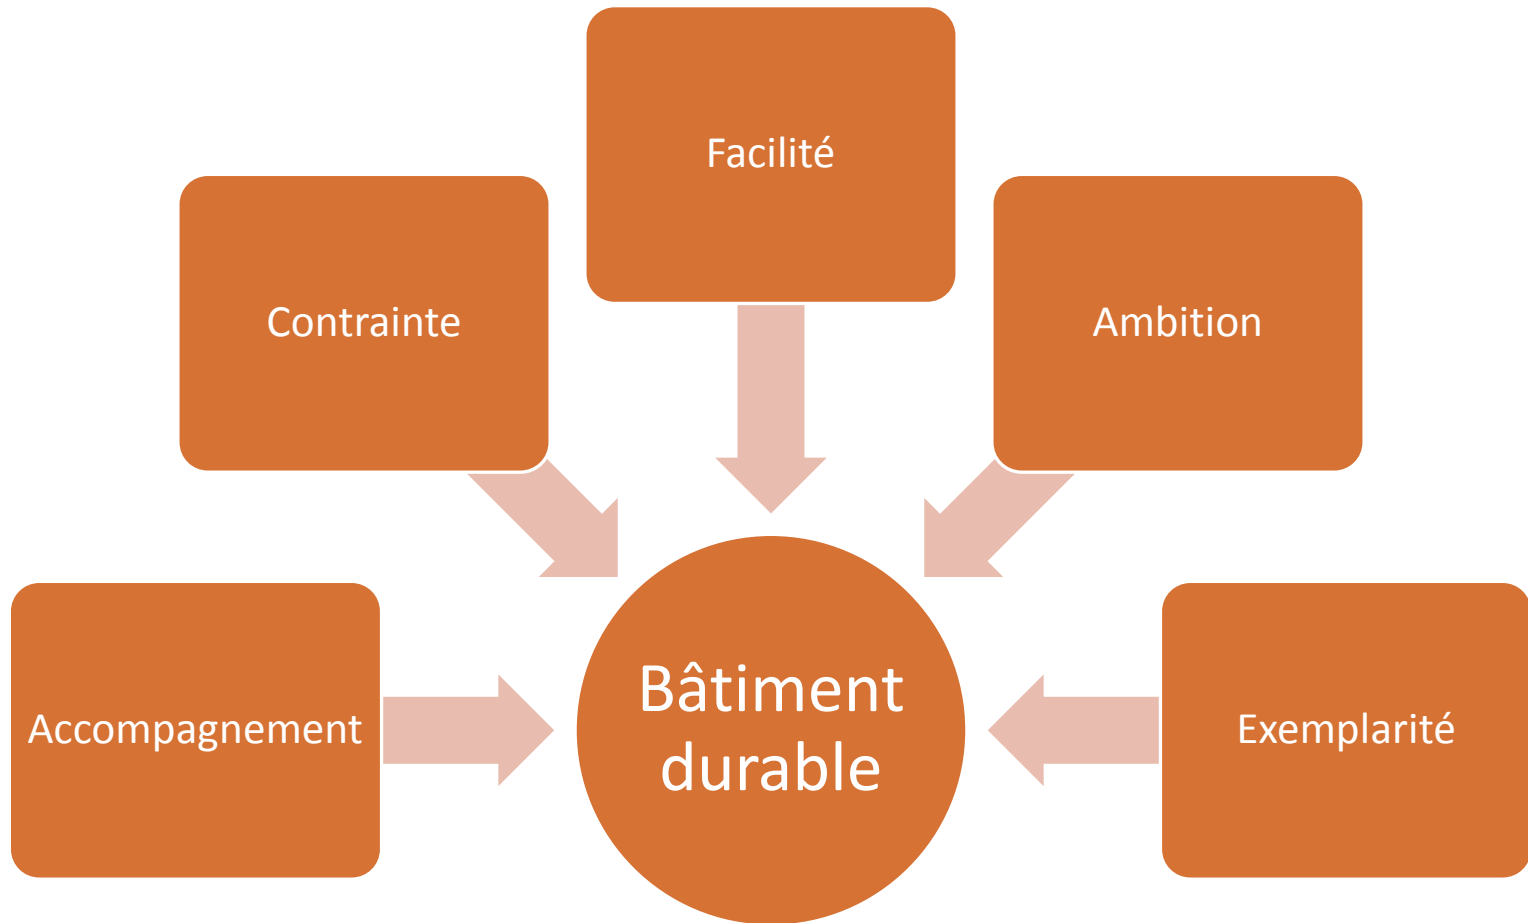 Facilité
Contrainte
Ambition
Accompagnement
Bâtiment
durable
Exemplarité